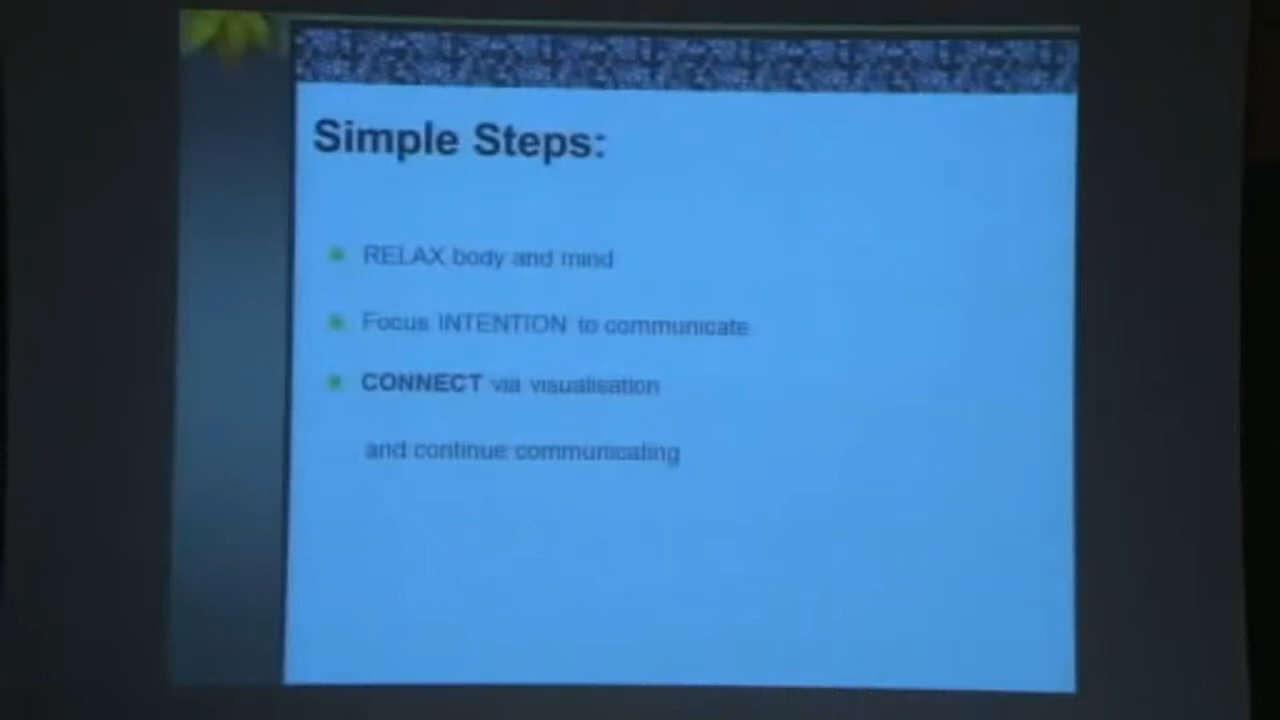 Simple Steps:
RELAX body and mind
Focus INTENTION to communicate
CONNECT via visualisation
and continue communicating